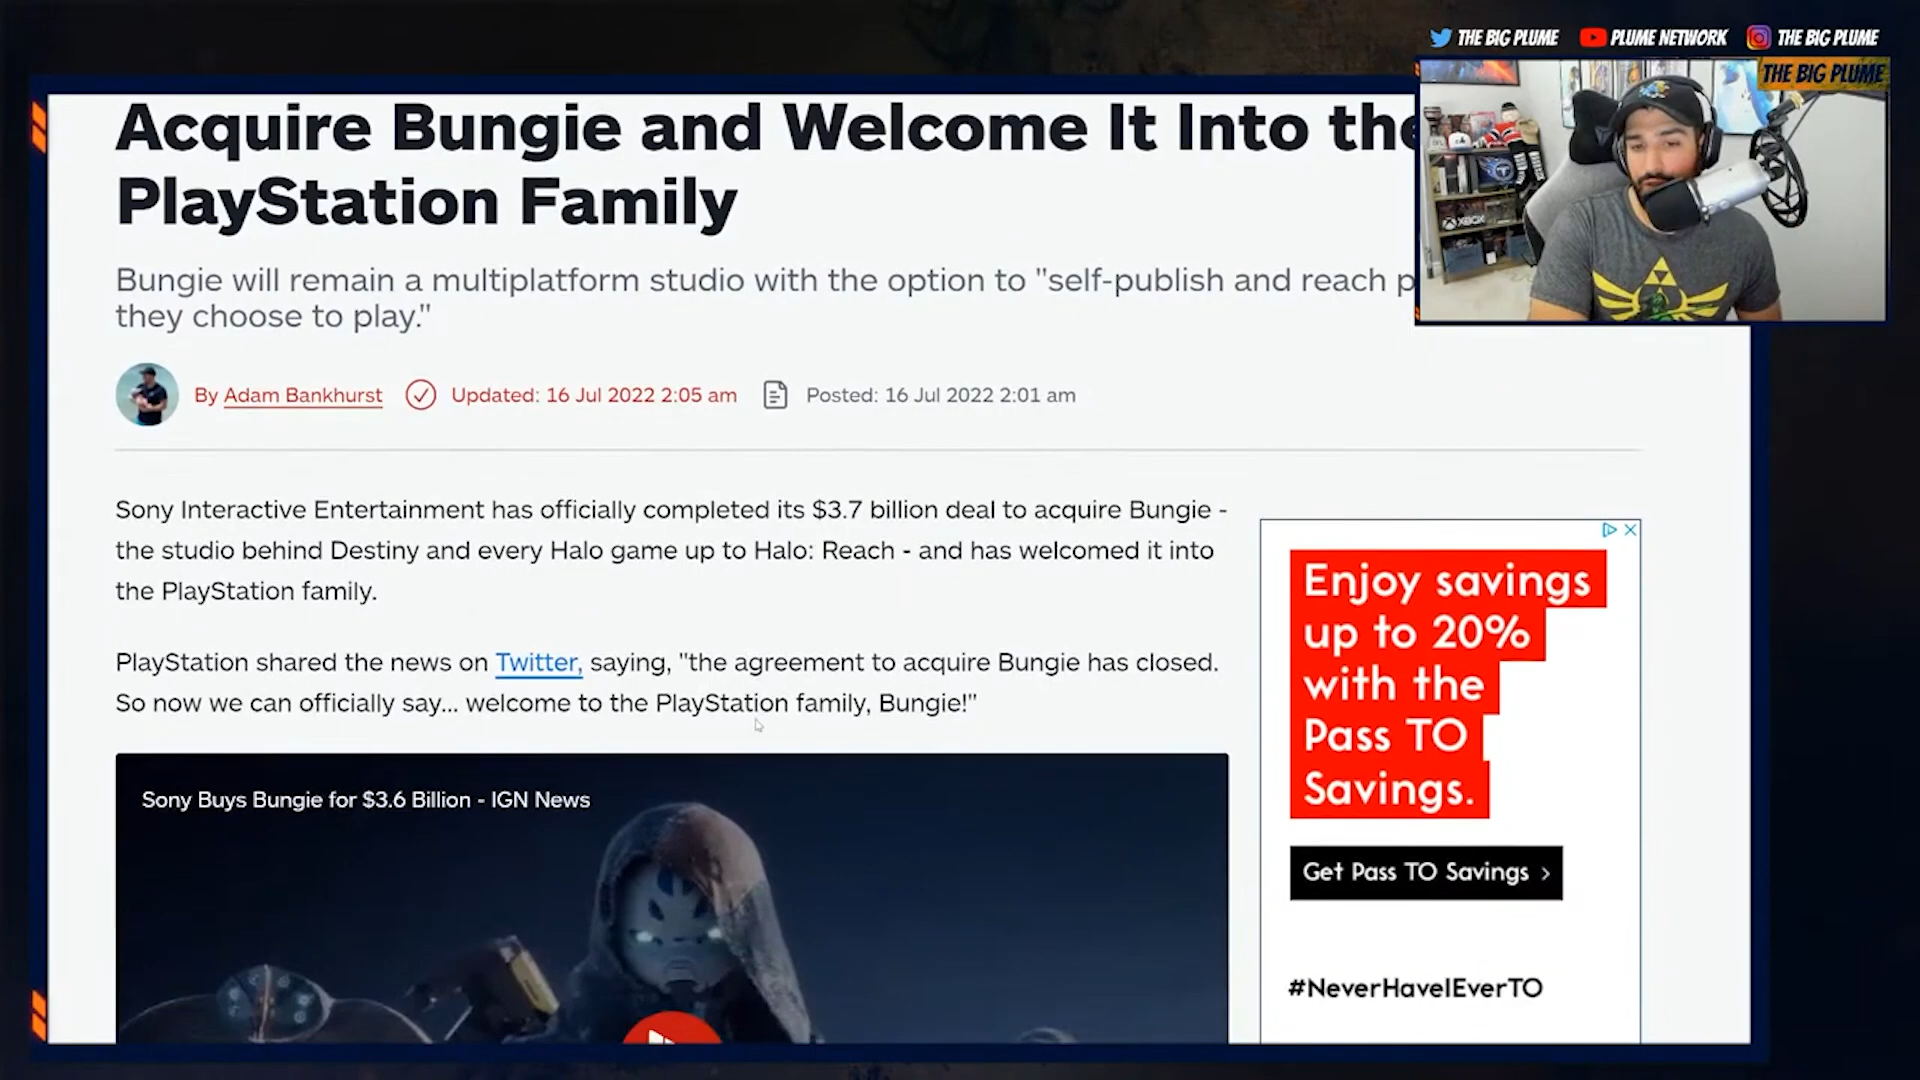 THE BIG PLUME PLUME NETWORK THE BIG PLUME
THE BIG PLUME
XBOX
Acquire Bungie and Welcome It Into the
PlayStation Family
Bungie will remain a multiplatform studio with the option to "self-publish and reach p
they choose to play."
By Adam Bankhurst Updated: 16 Jul 2022 2:05 am Posted: 16 Jul 2022 2:01 am
Sony Interactive Entertainment has officially completed its $3.7 billion deal to acquire Bungie -
the studio behind Destiny and every Halo game up to Halo: Reach - and has welcomed it into
the PlayStation family.
PlayStation shared the news on Twitter, saying, "the agreement to acquire Bungie has closed.
So now we can officially say... welcome to the PlayStation family, Bungie!"
Sony Buys Bungie for $3.6 Billion - IGN News
Enjoy savings
up to 20%
with the
Pass TO
Savings.
Get Pass TO Savings >
#NeverHaveIEverTO